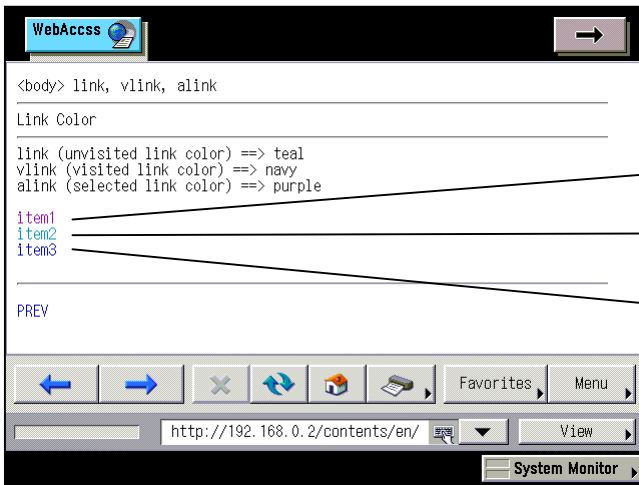 WebAccss
<body> link, vlink, alink
Link Color
link (unvisited link color) ==> teal
vlink (visited link color) ==> navy
alink (selected link color) ==> purple
item1
item2
item3
PREV
Favorites
Menu
http://192.168.0.2/contents/en/
View
System Monitor